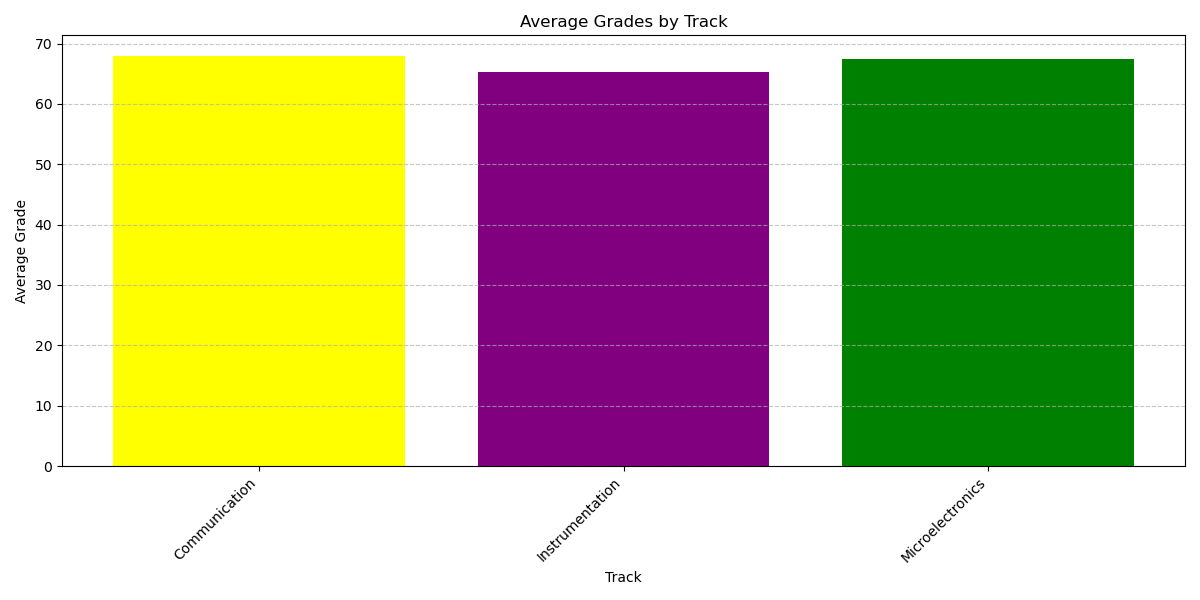 Average Grades by Track
Average Grade
70
60
50
40
30
20
10
0
Communication
Instrumentation
Microelectronics
Track